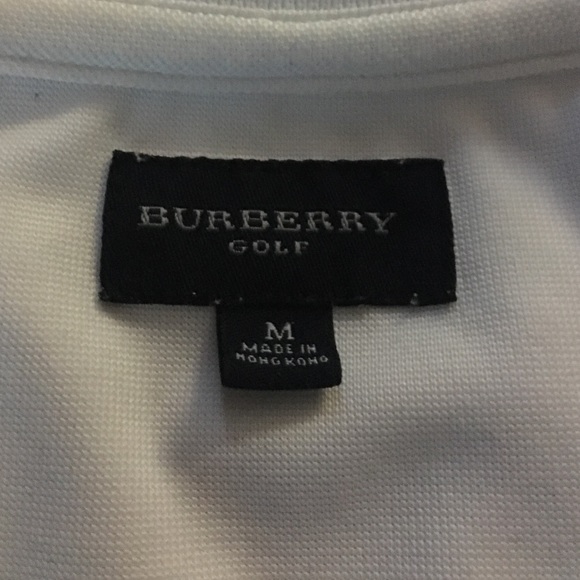 BURBERRY
GOLF
M
MADE IN
HONG KONG